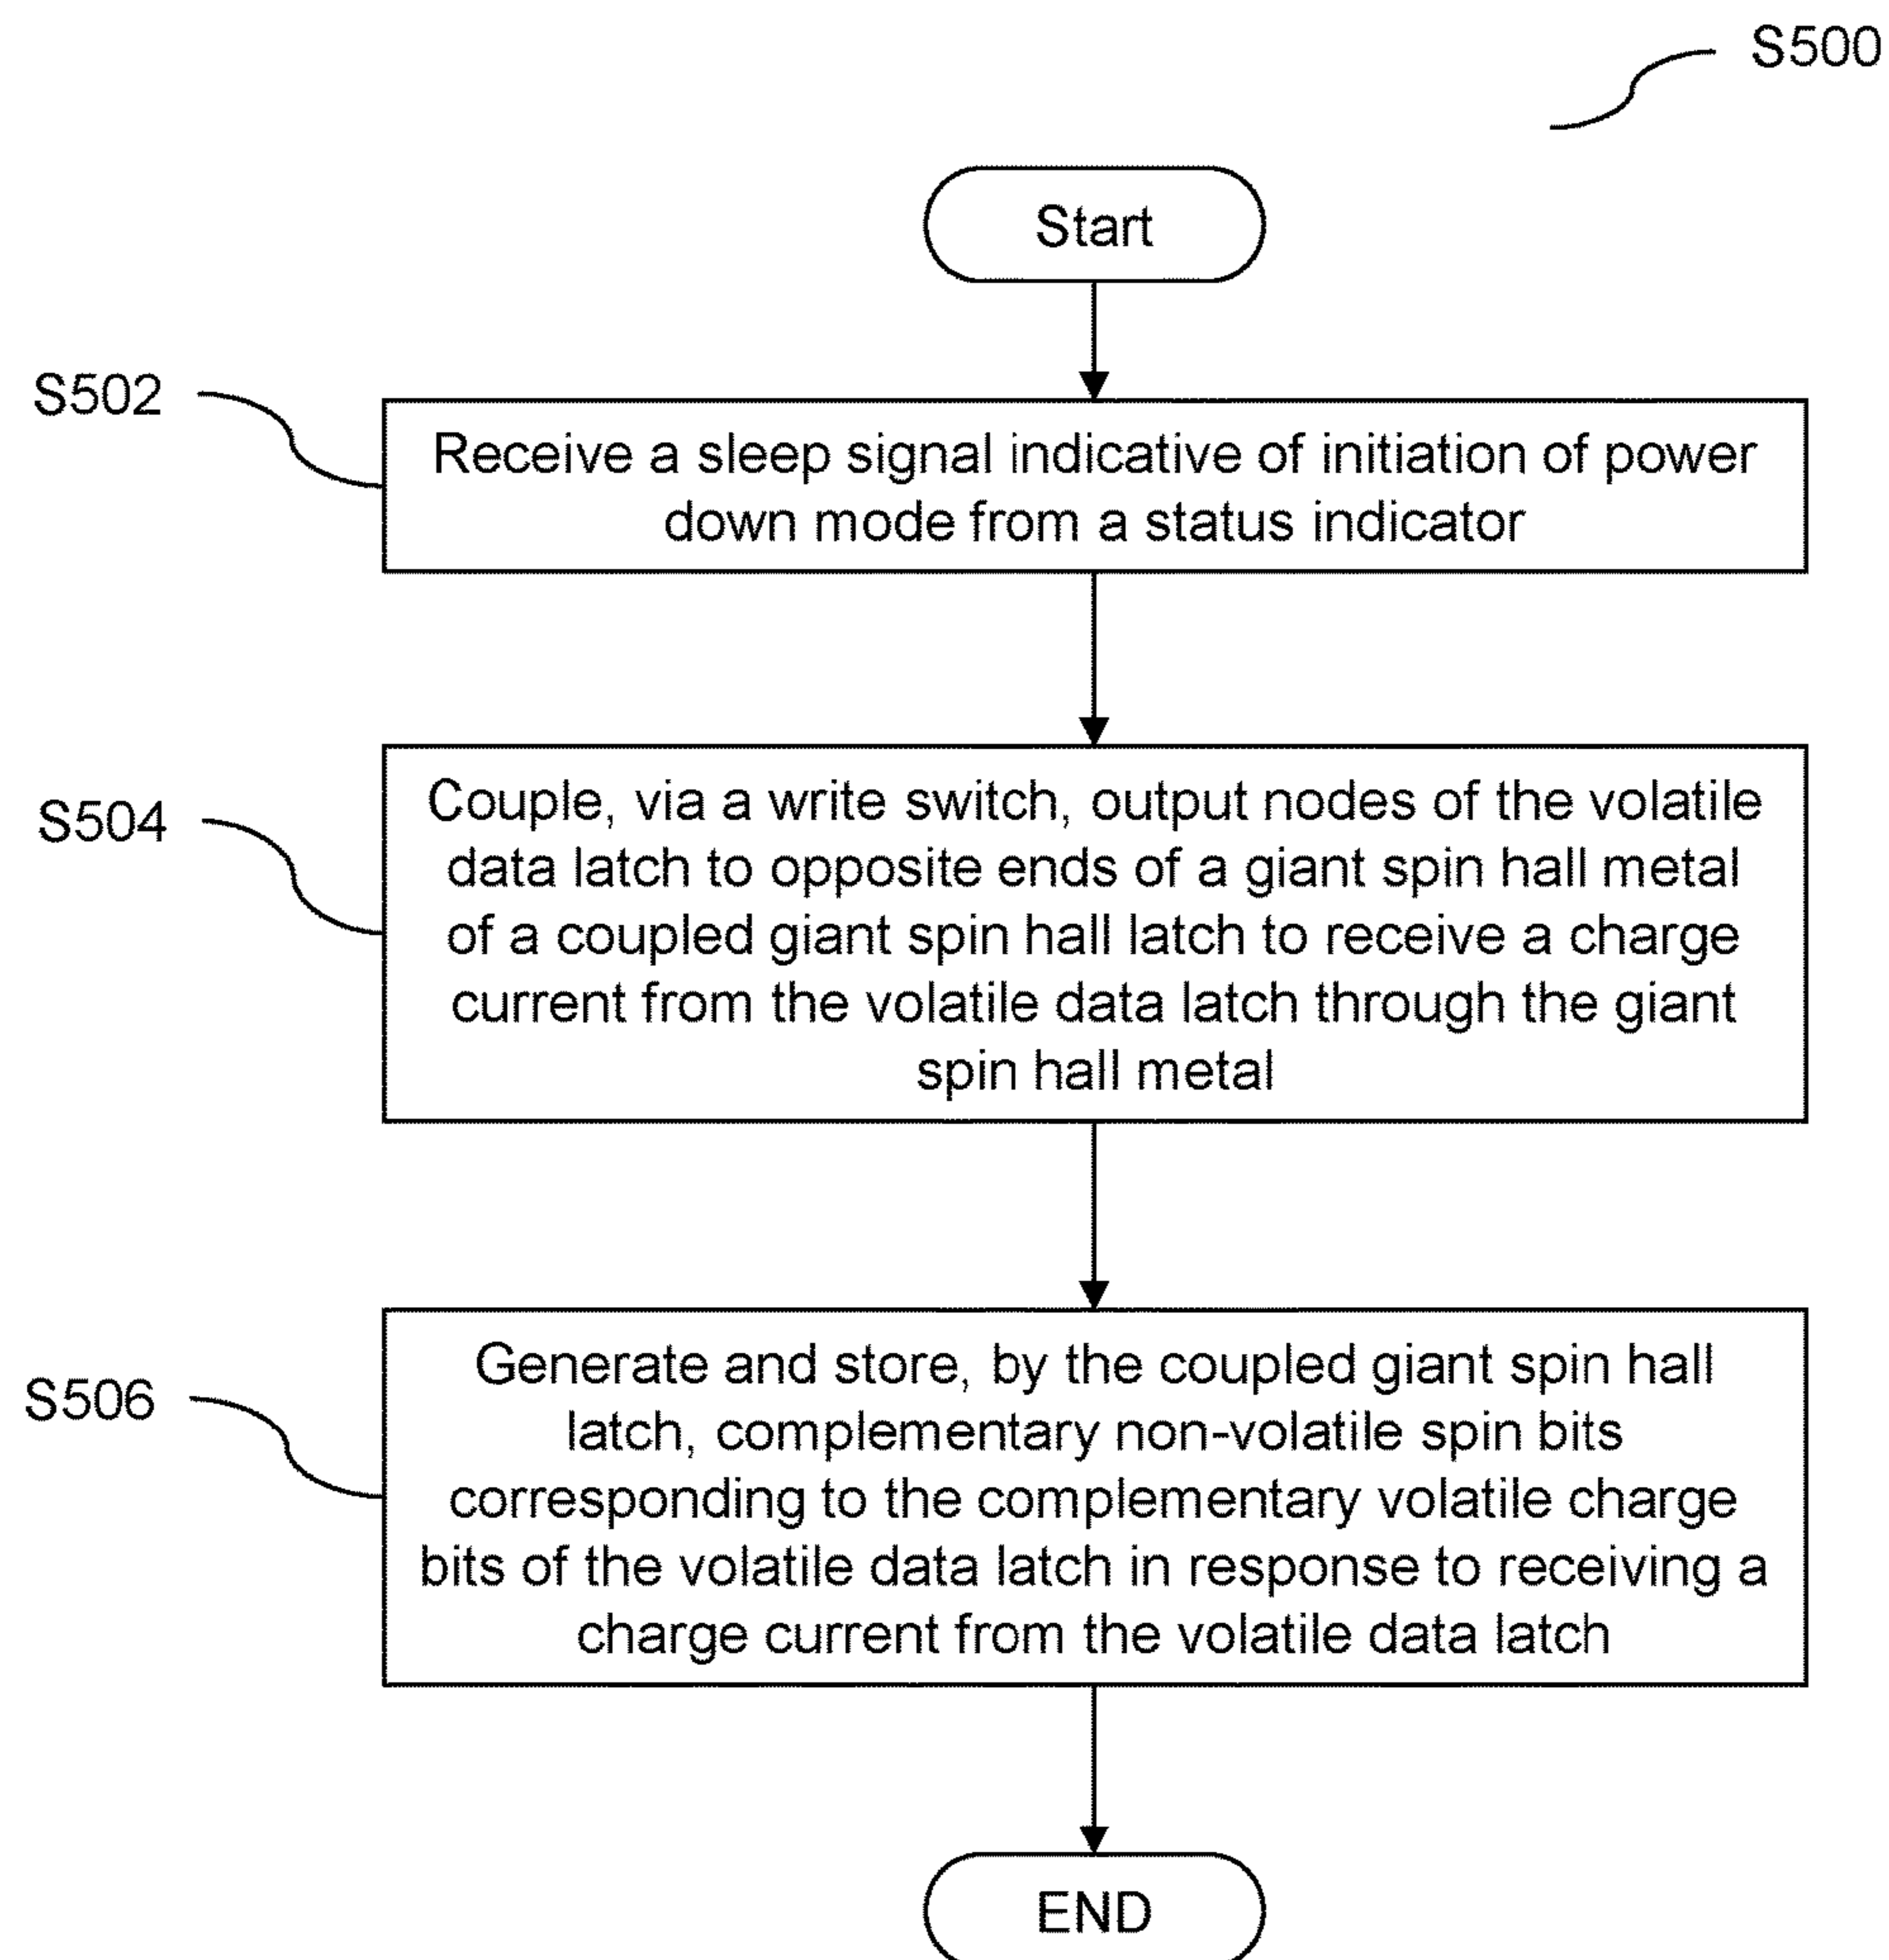 S500
Start
S502
Receive a sleep signal indicative of initiation of power
down mode from a status indicator
S504
Couple, via a write switch, output nodes of the volatile
data latch to opposite ends of a giant spin hall metal
of a coupled giant spin hall latch to receive a charge
current from the volatile data latch through the giant
spin hall metal
S506
Generate and store, by the coupled giant spin hall
latch, complementary non-volatile spin bits
corresponding to the complementary volatile charge
bits of the volatile data latch in response to receiving a
charge current from the volatile data latch
END